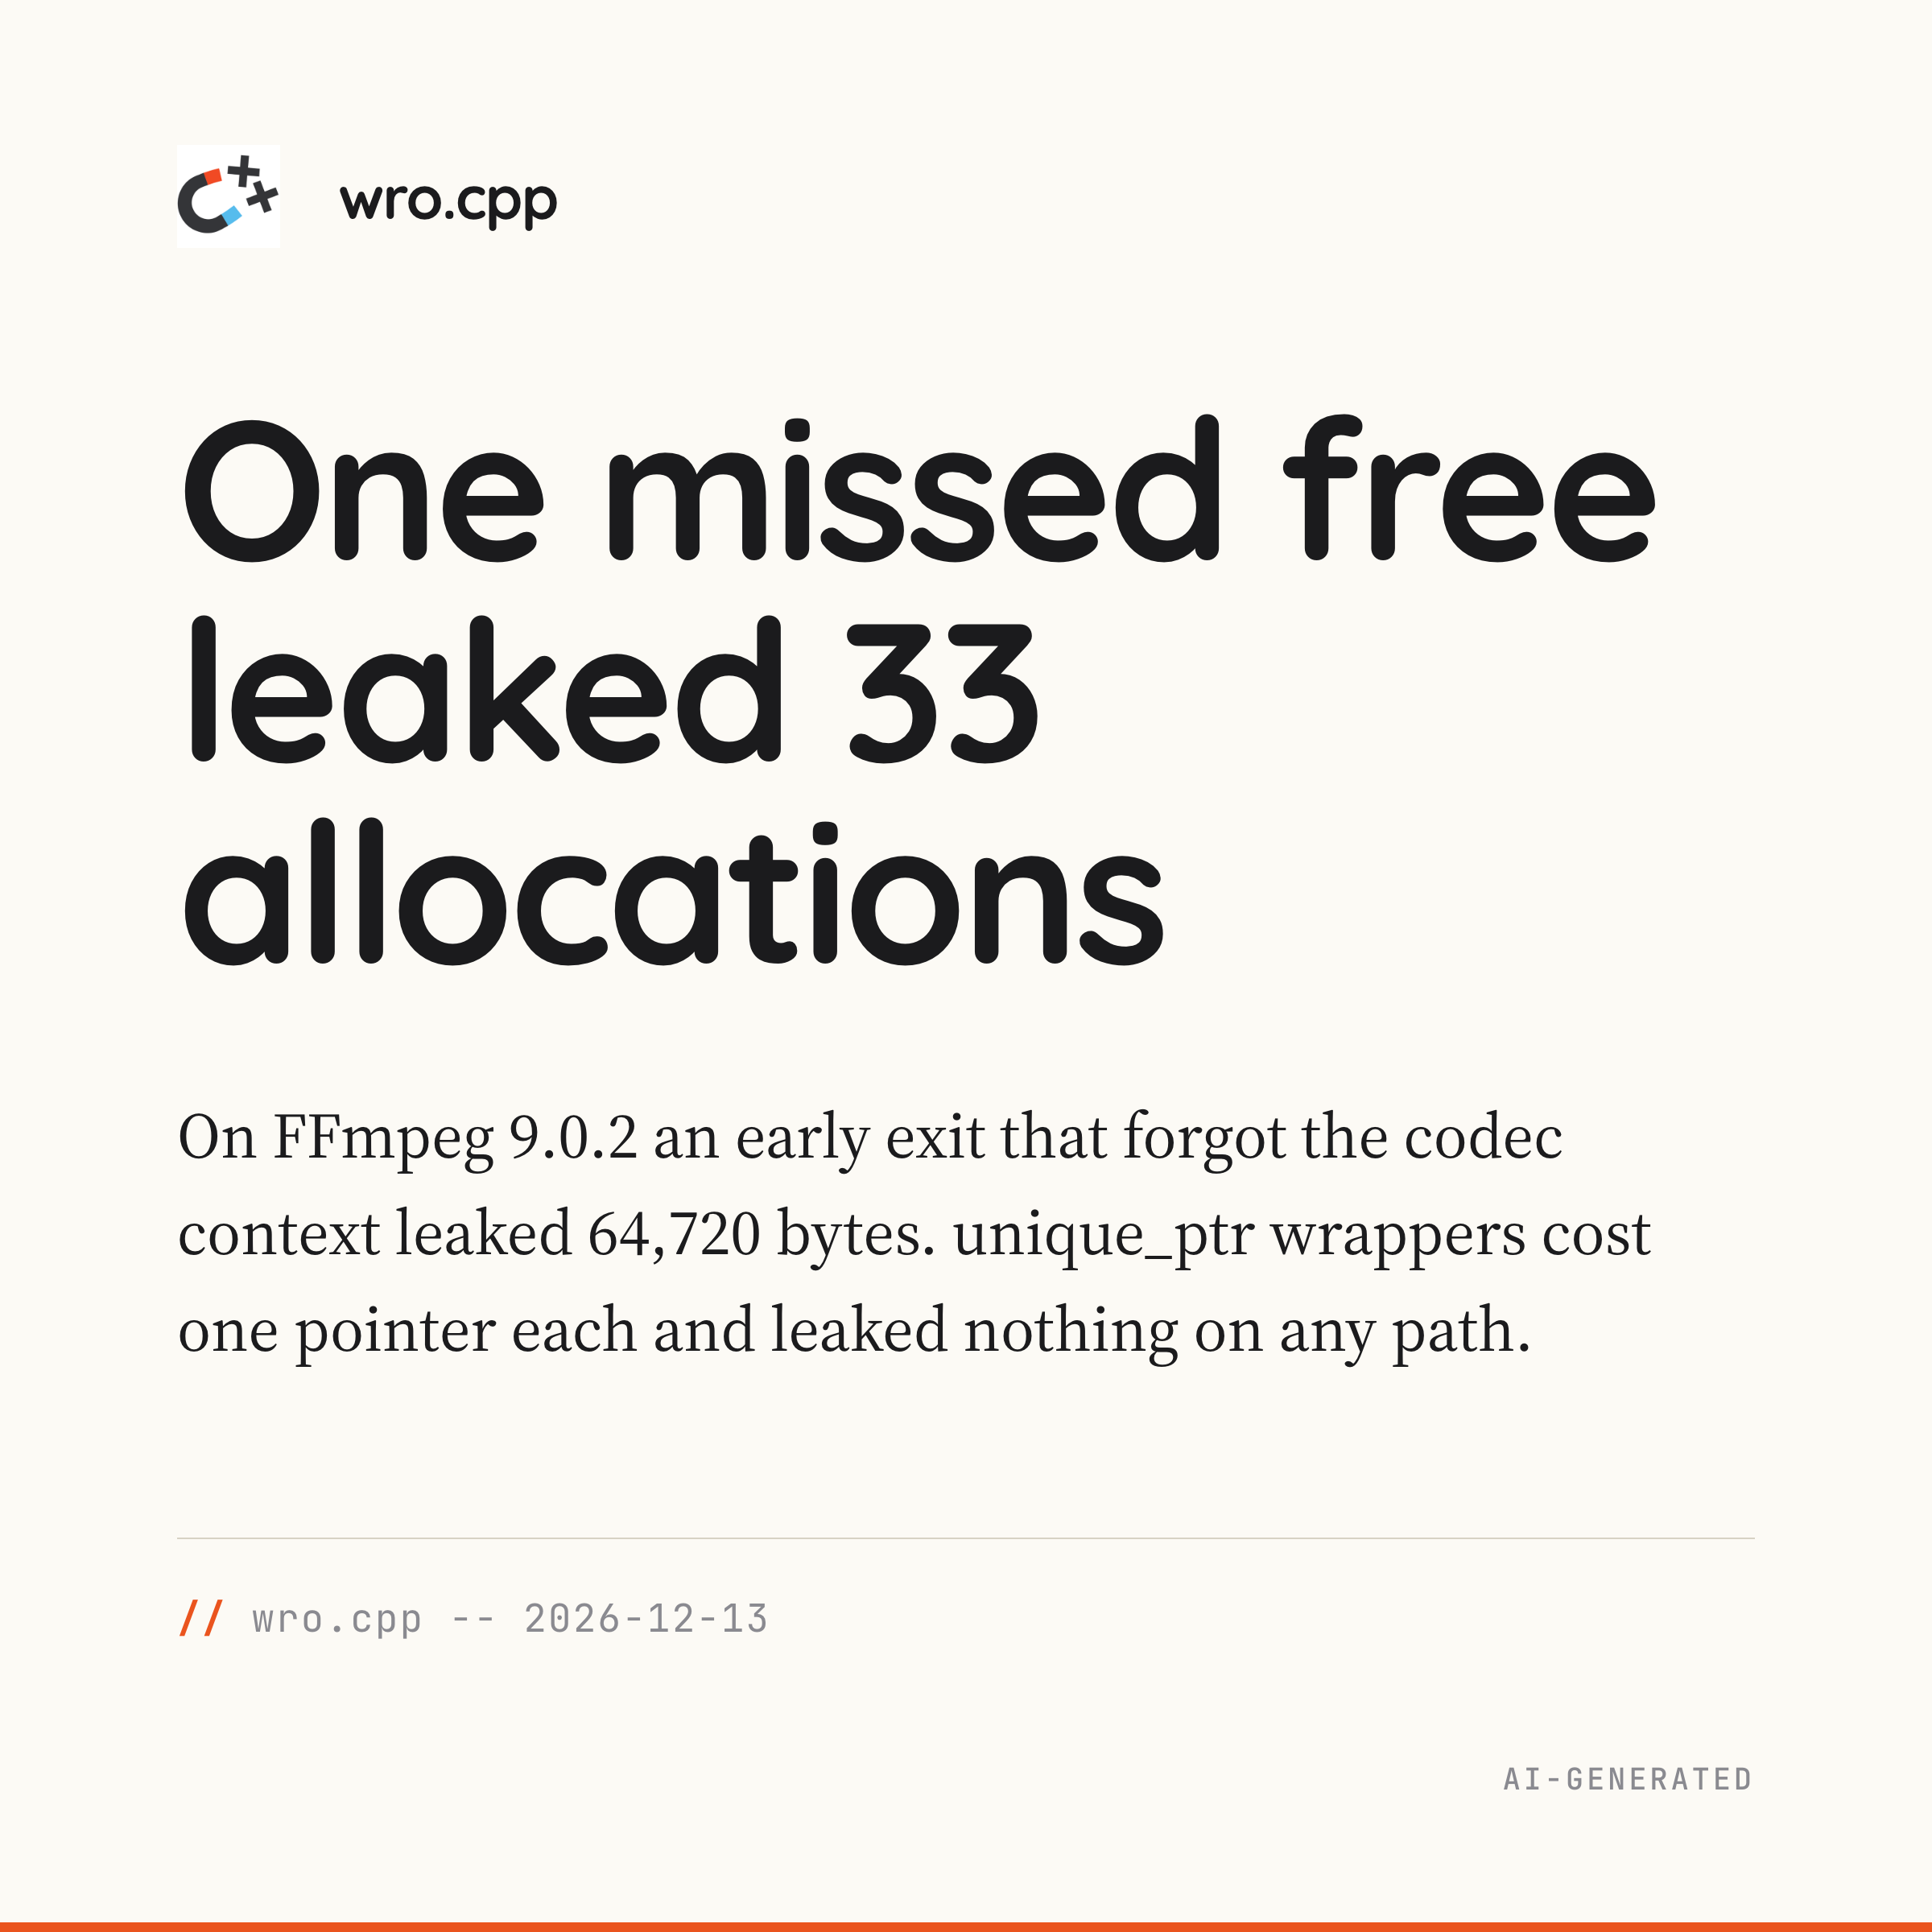 wro.cpp
One missed free
leaked 33
allocations
On FFmpeg 9.0.2 an early exit that forgot the codec
context leaked 64,720 bytes. unique_ptr wrappers cost
one pointer each and leaked nothing on any path.
// wro.cpp -- 2026-12-13
AI-GENERATED